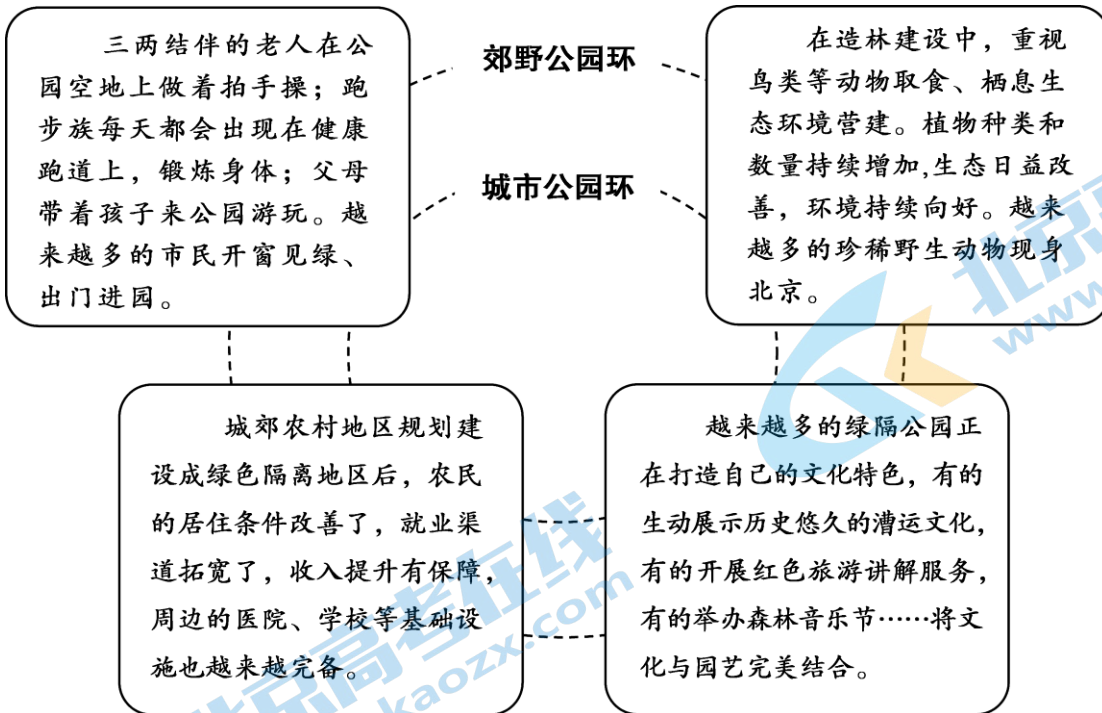 三两结伴的老人在公
园空地上做着拍手操；跑
步族每天都会出现在健康
跑道上，锻炼身体；父母
带着孩子来公园游玩。越
来越多的市民开窗见绿、
出门进园。
郊野公园环
城市公园环
在造林建设中，重视
鸟类等动物取食、栖息生
态环境营建。植物种类和
数量持续增加,生态日益改
善，环境持续向好。越来
越多的珍稀野生动物现身
北京。
城郊农村地区规划建
设成绿色隔离地区后，农民
的居住条件改善了，就业渠
道拓宽了，收入提升有保障，
周边的医院、学校等基础设
施也越来越完备。
越来越多的绿隔公园正
在打造自己的文化特色，有的
生动展示历史悠久的漕运文化，
有的开展红色旅游讲解服务，
有的举办森林音乐节……将文
化与园艺完美结合。
北京高考在线
kaozx.com
北京
www.